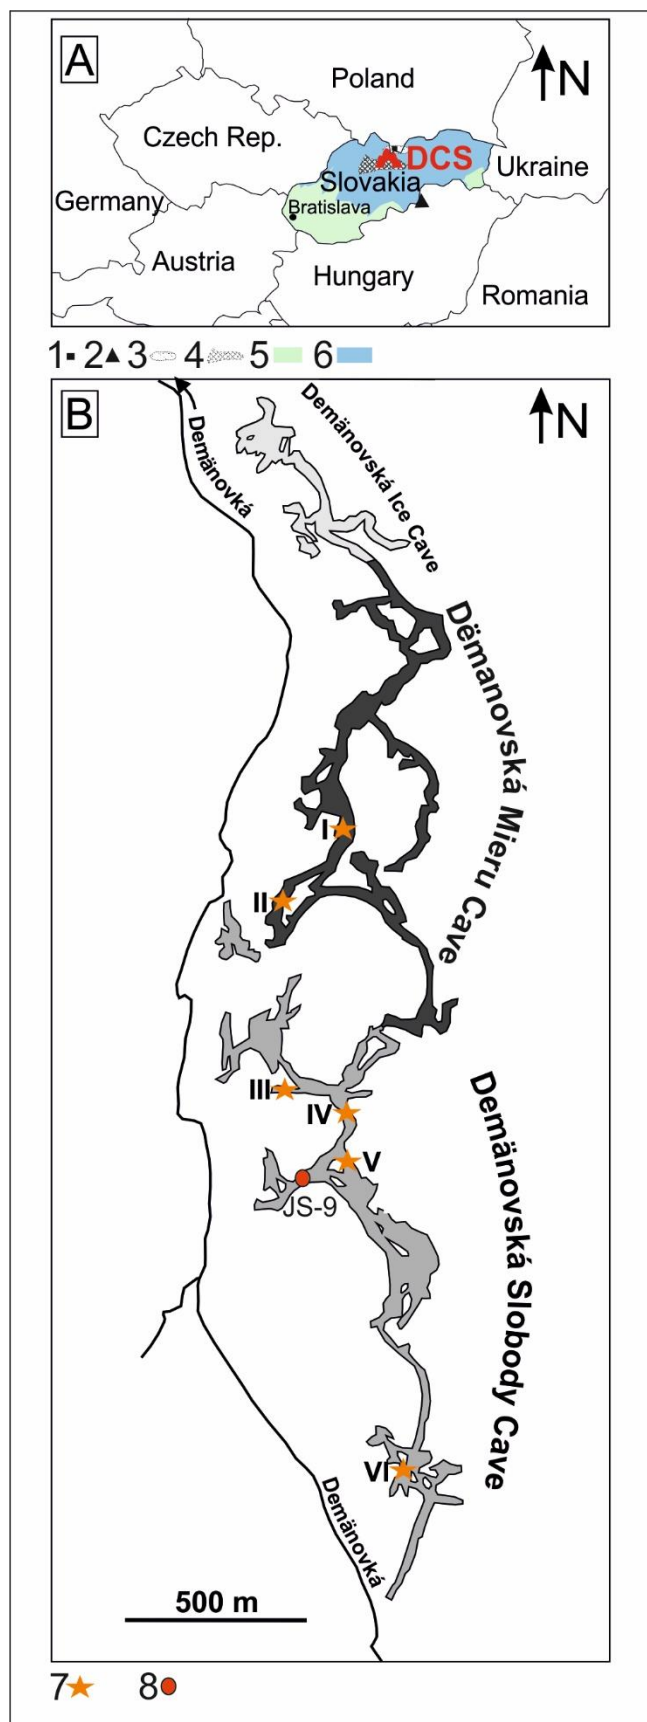 A
N
Poland
Czech Rep.
DCS
Ukraine
Slovakia
Germany
Bratislava
Austria
Hungary
Romania
1 2 3 4 5 6
B
N
Demänovká
Demänovská Ice Cave
Dëmanovská Mieru Cave
I
II
III
IV
V
JS-9
Demänovská Slobody Cave
VI
Demänovká
500 m
7 8